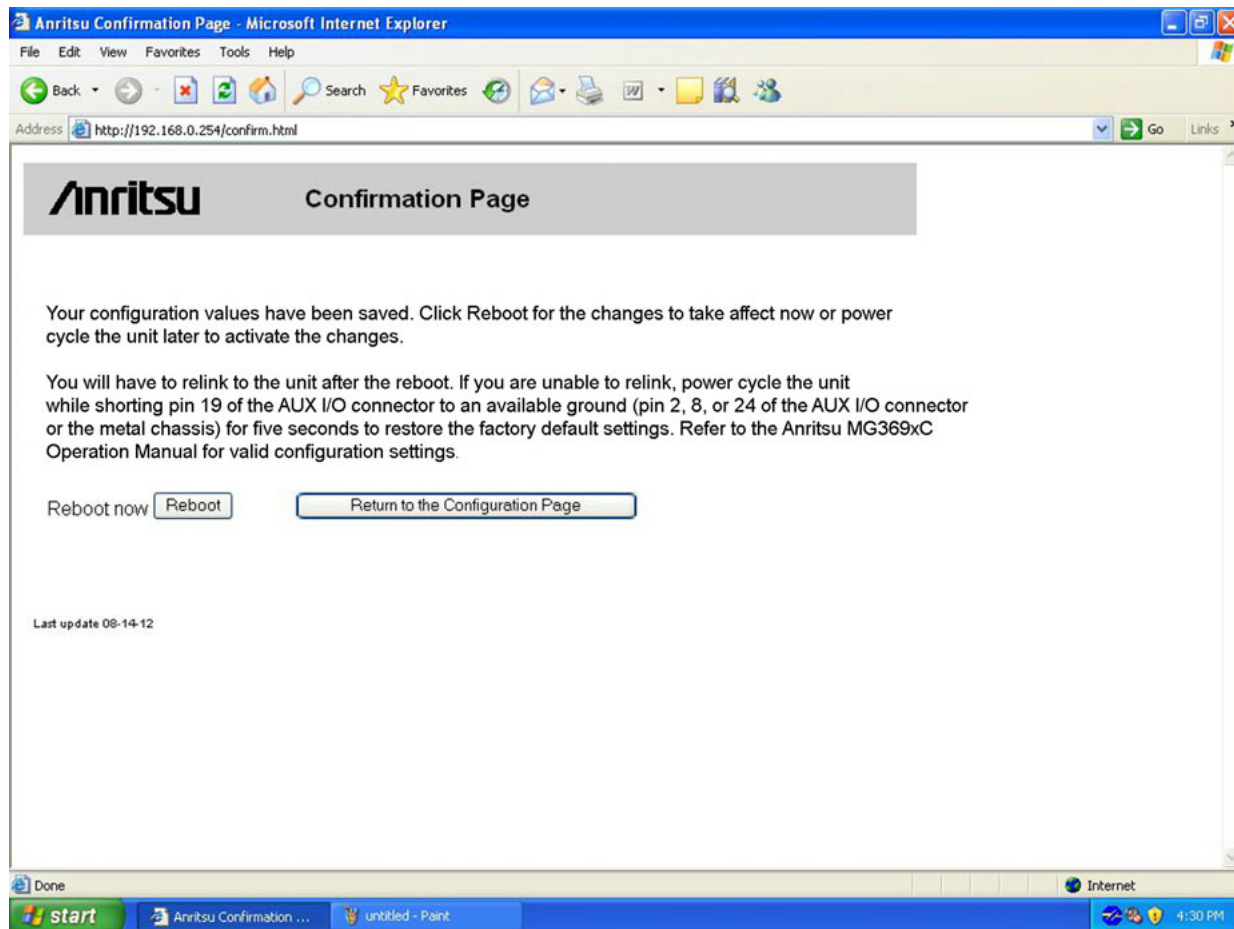 Anritsu Confirmation Page - Microsoft Internet Explorer
File Edit View Favorites Tools Help
Back Search Favorites
Address http://192.168.0.254/confirm.html Go Links
Anritsu Confirmation Page
Your configuration values have been saved. Click Reboot for the changes to take affect now or power
cycle the unit later to activate the changes.
You will have to relink to the unit after the reboot. If you are unable to relink, power cycle the unit
while shorting pin 19 of the AUX I/O connector to an available ground (pin 2, 8, or 24 of the AUX I/O connector
or the metal chassis) for five seconds to restore the factory default settings. Refer to the Anritsu MG369xC
Operation Manual for valid configuration settings.
Reboot now Reboot Return to the Configuration Page
Last update 08-14-12
Done Internet
start Anritsu Confirmation ... untitled - Paint 4:30 PM